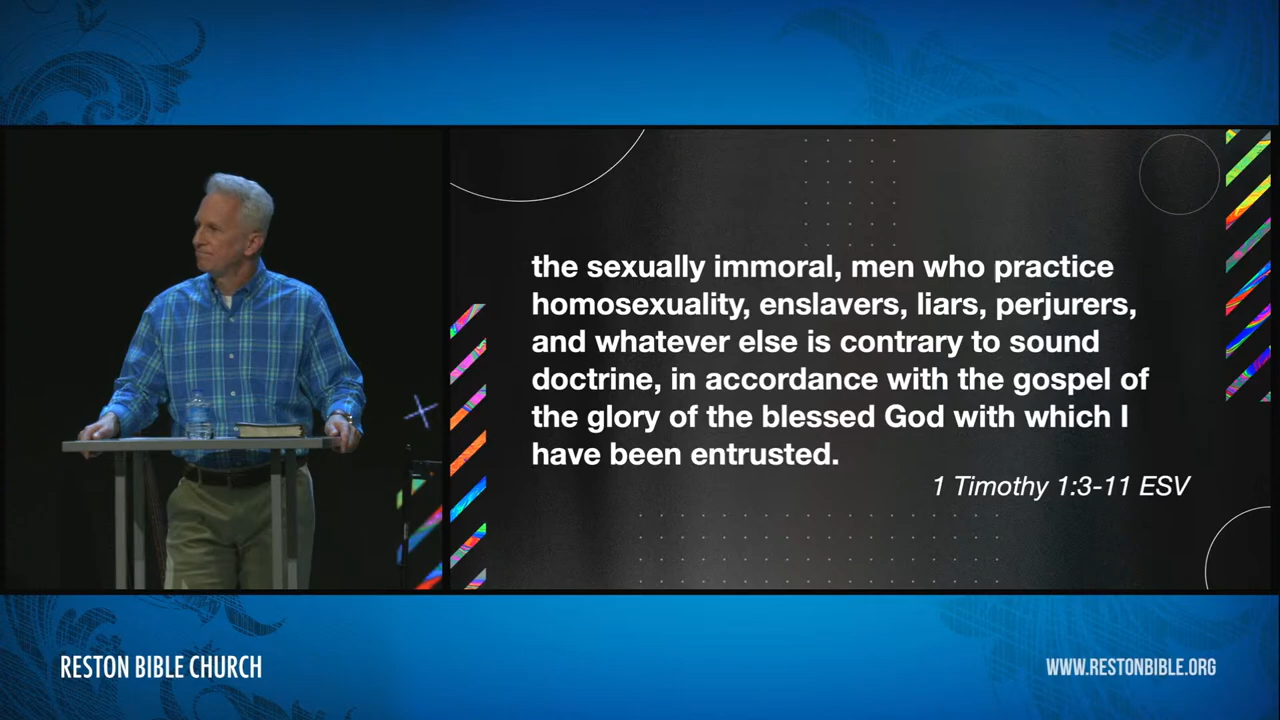 the sexually immoral, men who practice
homosexuality, enslavers, liars, perjurers,
and whatever else is contrary to sound
doctrine, in accordance with the gospel of
the glory of the blessed God with which I
have been entrusted.
1 Timothy 1:3-11 ESV
RESTON BIBLE CHURCH
WWW.RESTONBIBLE.ORG